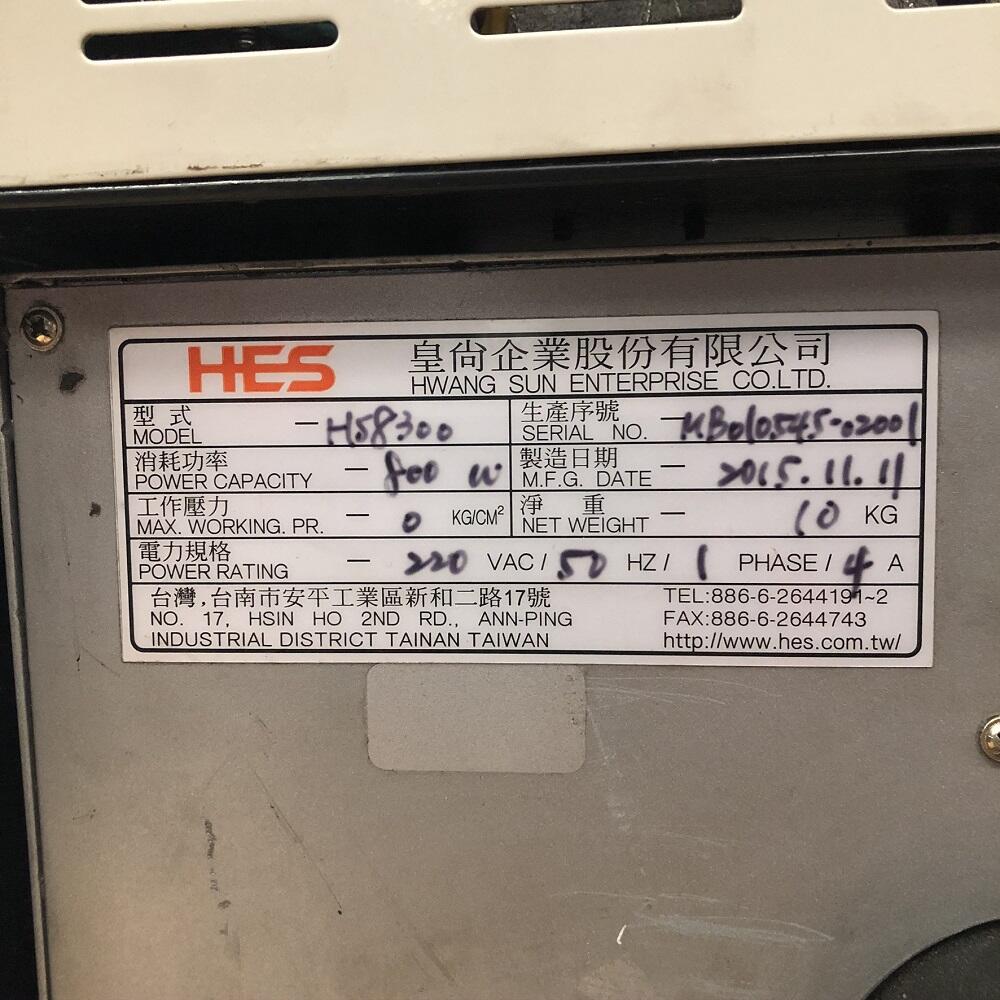 HES 皇尚企業股份有限公司
HWANG SUN ENTERPRISE CO.LTD.
型式 MODEL — H58300
生產序號 SERIAL NO. — MB010545-02001
消耗功率 POWER CAPACITY — 800 W
製造日期 M.F.G. DATE — 2015.11.11
工作壓力 MAX. WORKING. PR. — 0 KG/CM²
淨重 NET WEIGHT — 10 KG
電力規格 POWER RATING — 220 VAC / 50 HZ / 1 PHASE / 4 A
台灣,台南市安平工業區新和二路17號
NO. 17, HSIN HO 2ND RD., ANN-PING
INDUSTRIAL DISTRICT TAINAN TAIWAN
TEL:886-6-2644191~2
FAX:886-6-2644743
http://www.hes.com.tw/